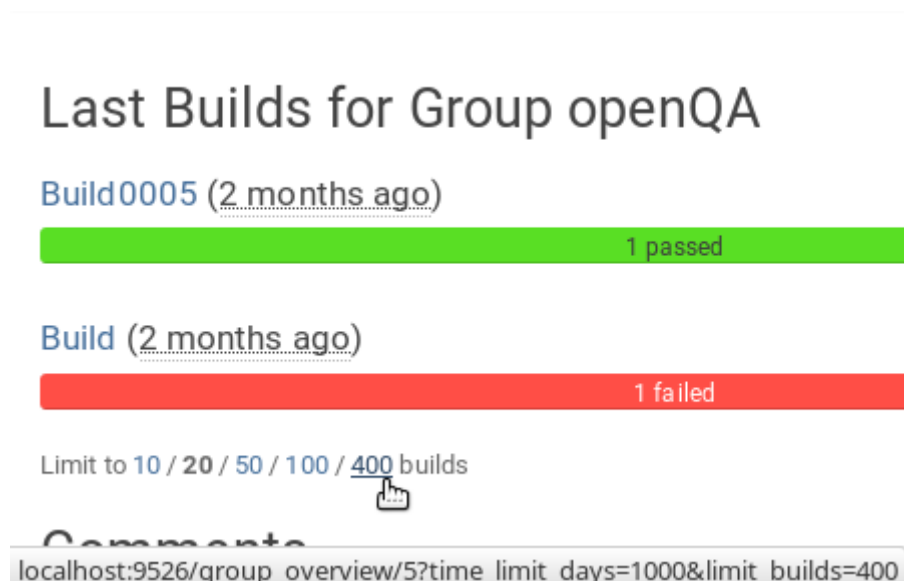 Last Builds for Group openQA
Build0005 (2 months ago)
1 passed
Build (2 months ago)
1 failed
Limit to 10 / 20 / 50 / 100 / 400 builds
Comments
localhost:9526/group_overview/5?time_limit_days=1000&limit_builds=400